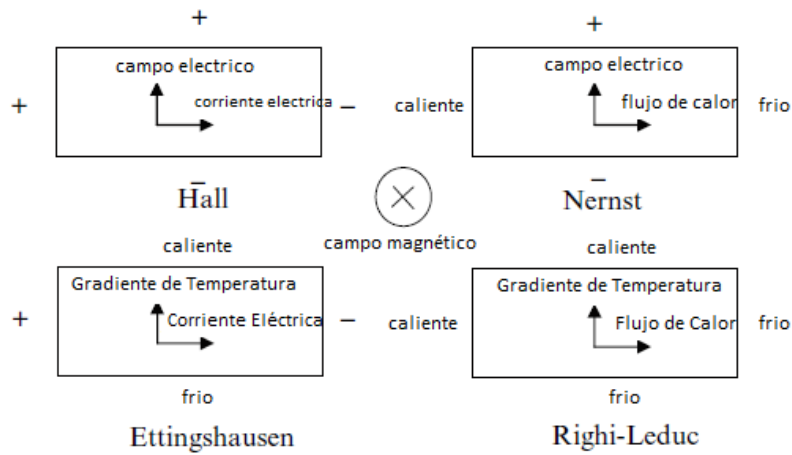 +
+
campo electrico
campo electrico
+
corriente electrica
−
caliente
flujo de calor
frio
−
Hall
−
Nernst
campo magnético
caliente
caliente
Gradiente de Temperatura
Gradiente de Temperatura
+
Corriente Eléctrica
−
caliente
Flujo de Calor
frio
frio
frio
Ettingshausen
Righi-Leduc